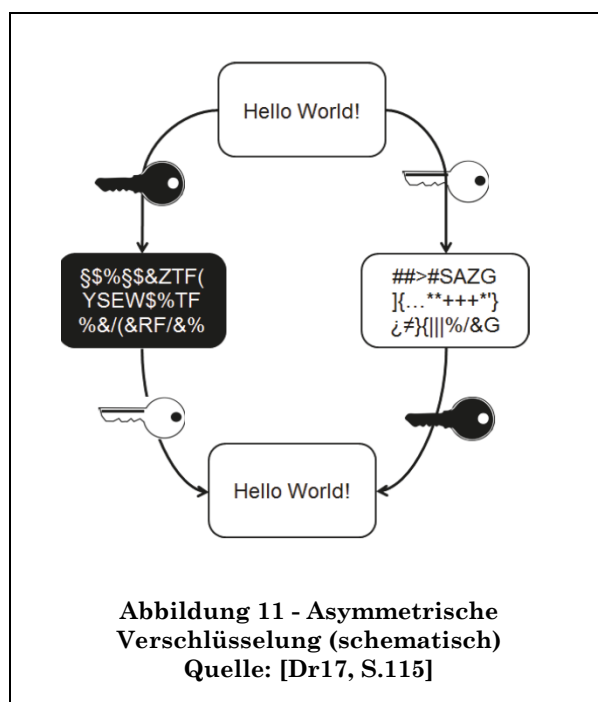 Hello World!
§$%§$&ZTF(
YSEW$%TF
%&/(&RF/&%
##>#SAZG
]{…**+++*'}
¿≠}{|||%/&G
Hello World!
Abbildung 11 - Asymmetrische
Verschlüsselung (schematisch)
Quelle: [Dr17, S.115]